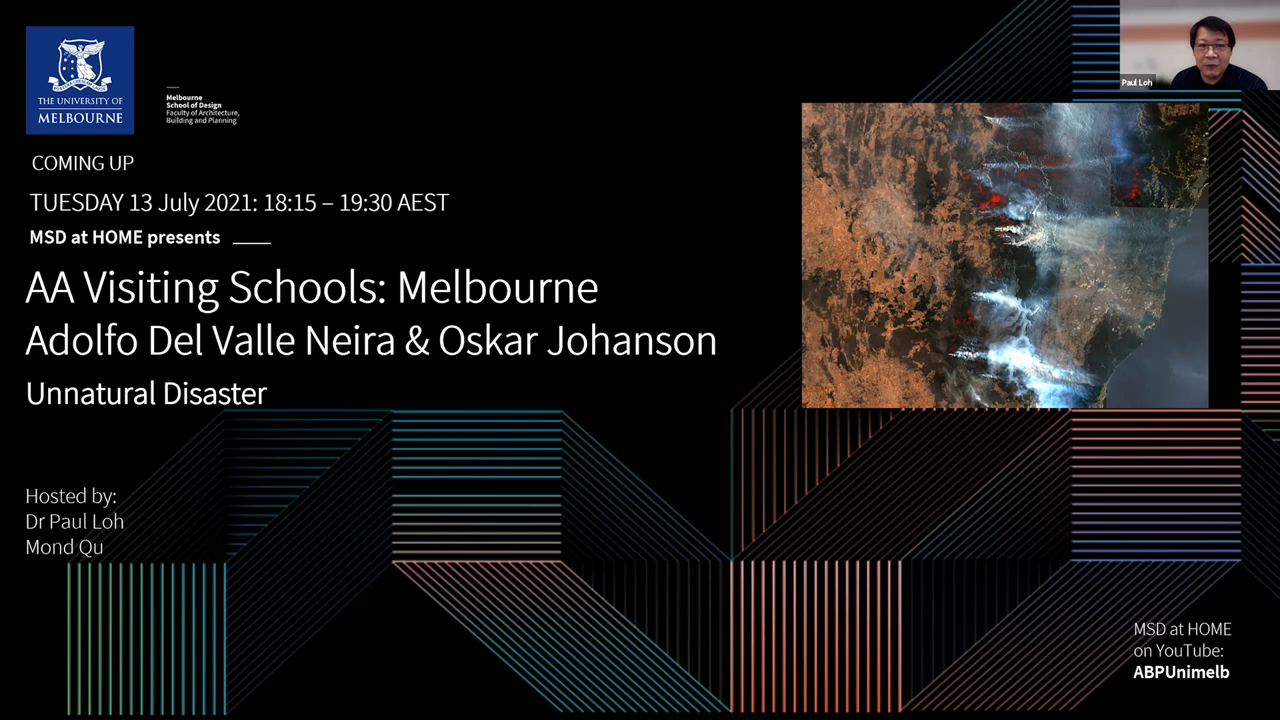 THE UNIVERSITY OF
MELBOURNE
Melbourne
School of Design
Faculty of Architecture,
Building and Planning
Paul Loh
COMING UP
TUESDAY 13 July 2021: 18:15 – 19:30 AEST
MSD at HOME presents
AA Visiting Schools: Melbourne
Adolfo Del Valle Neira & Oskar Johanson
Unnatural Disaster
Hosted by:
Dr Paul Loh
Mond Qu
MSD at HOME
on YouTube:
ABPUnimelb